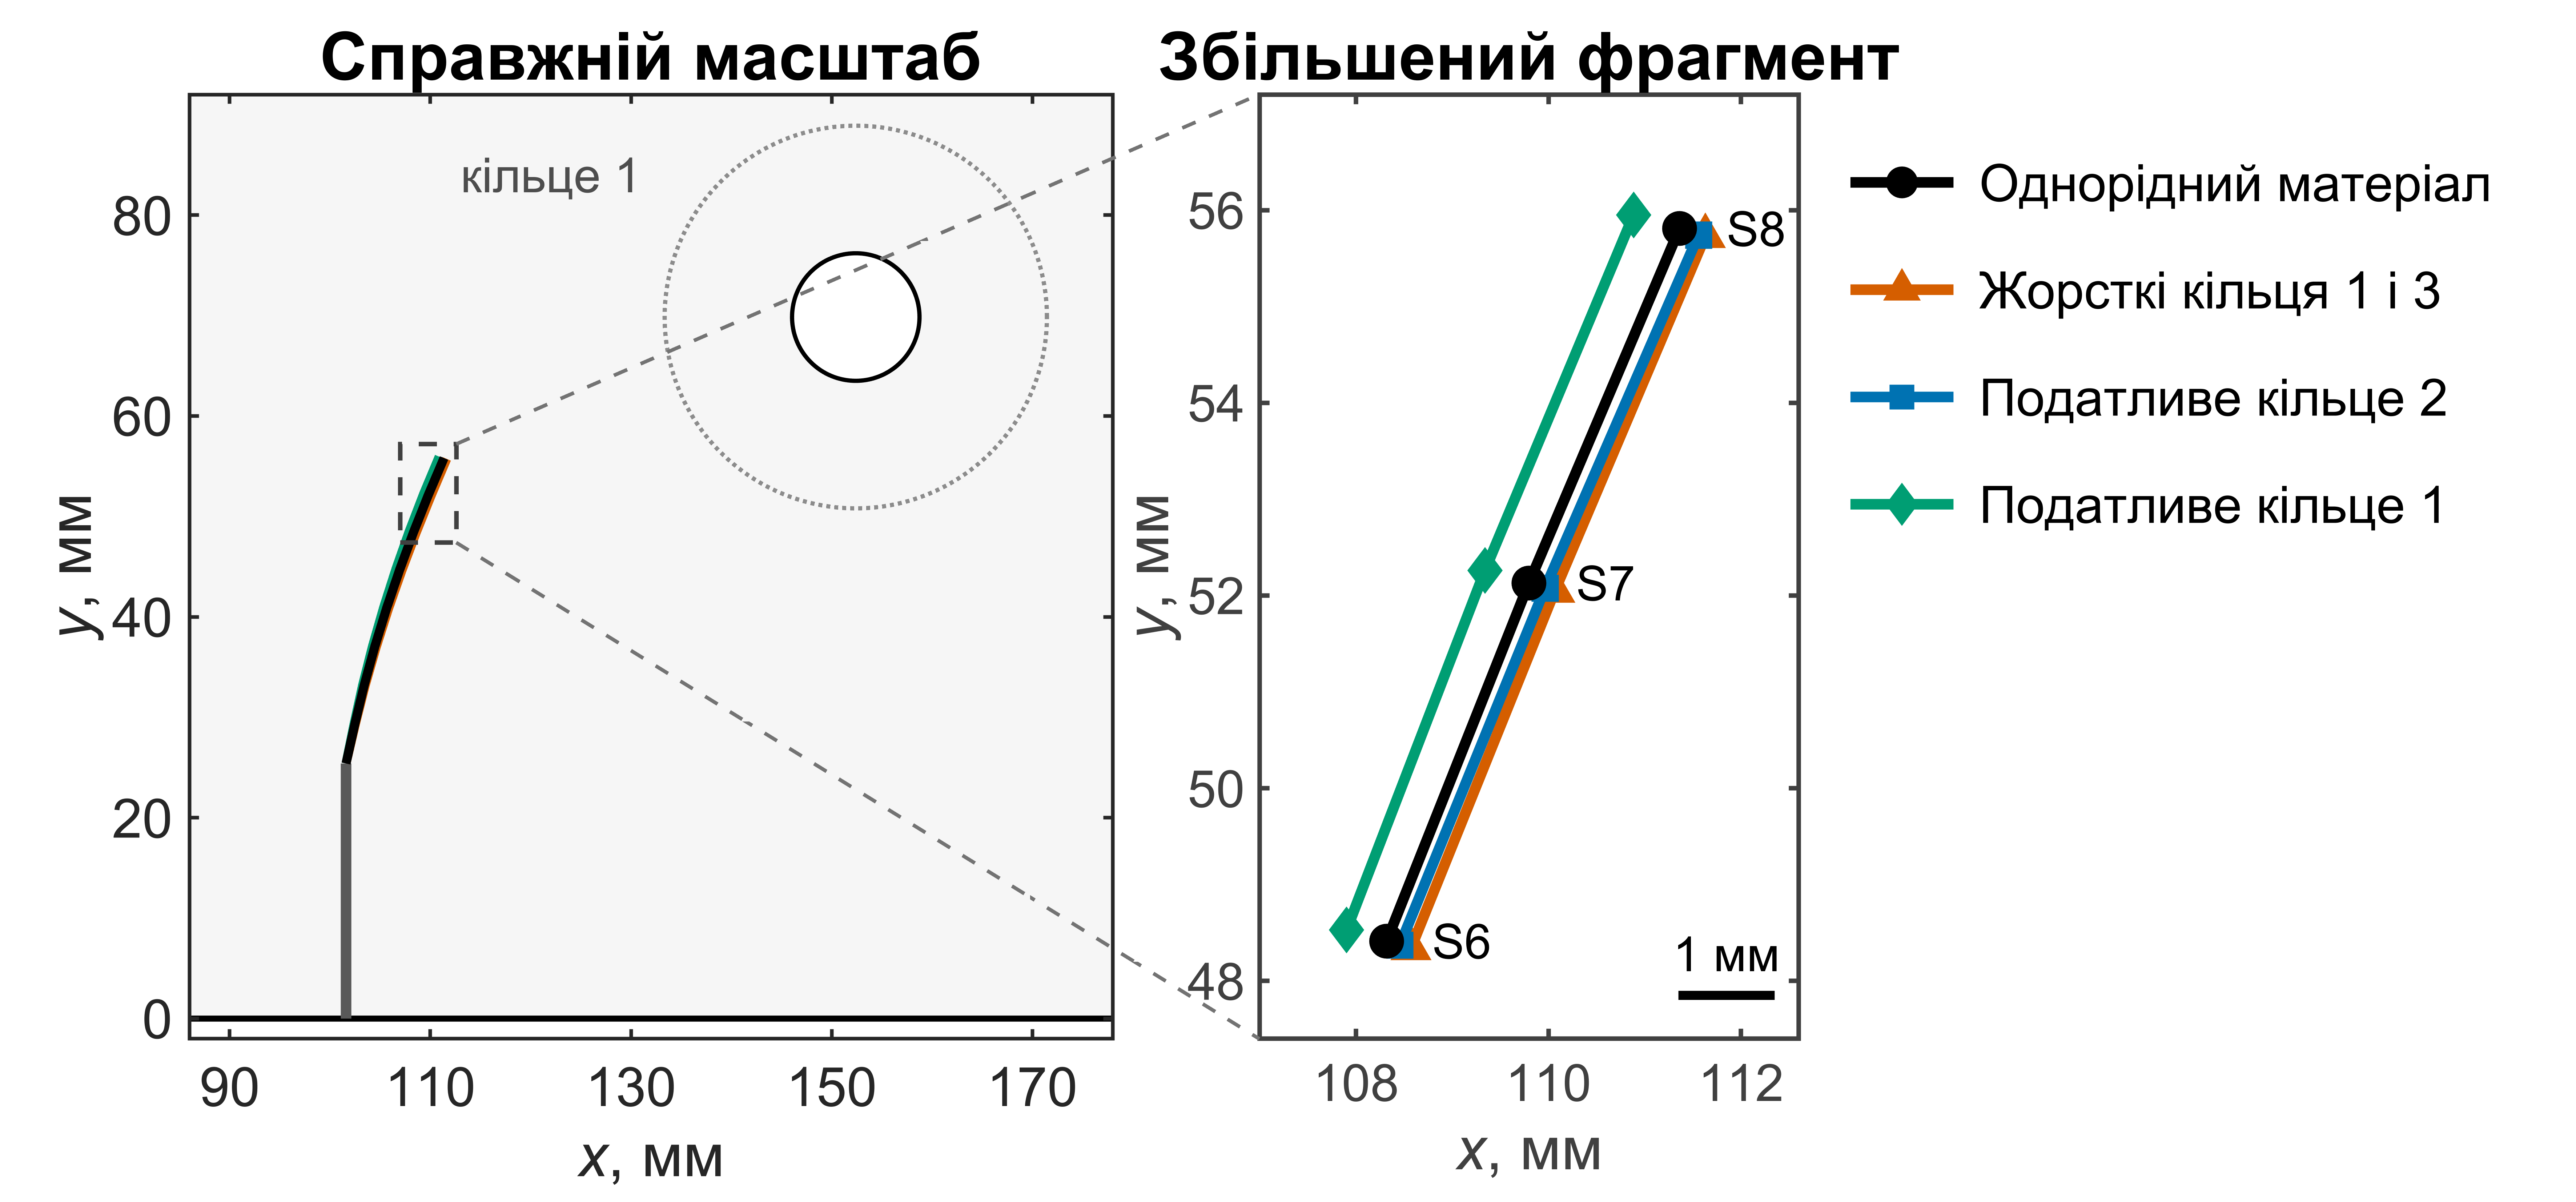 Справжній масштаб
кільце 1
80
60
40
20
0
y, мм
90 110 130 150 170
x, мм
Збільшений фрагмент
56
54
52
50
48
y, мм
S8
S7
S6
1 мм
108 110 112
x, мм
Однорідний матеріал
Жорсткі кільця 1 і 3
Податливе кільце 2
Податливе кільце 1